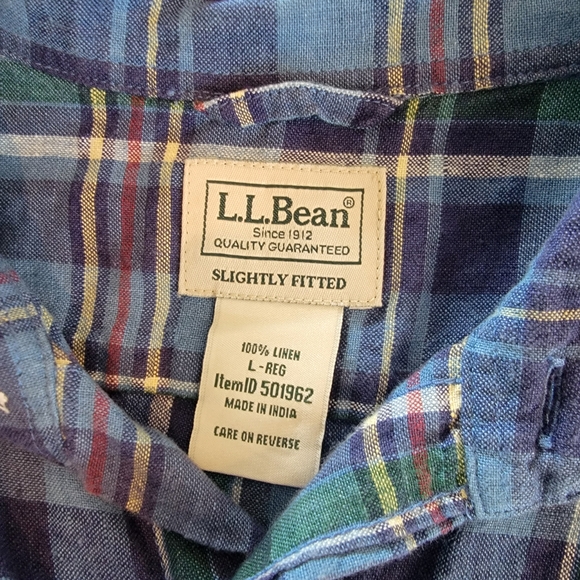 L.L.Bean®
Since 1912
QUALITY GUARANTEED
SLIGHTLY FITTED
100% LINEN
L - REG
ItemID 501962
MADE IN INDIA
CARE ON REVERSE